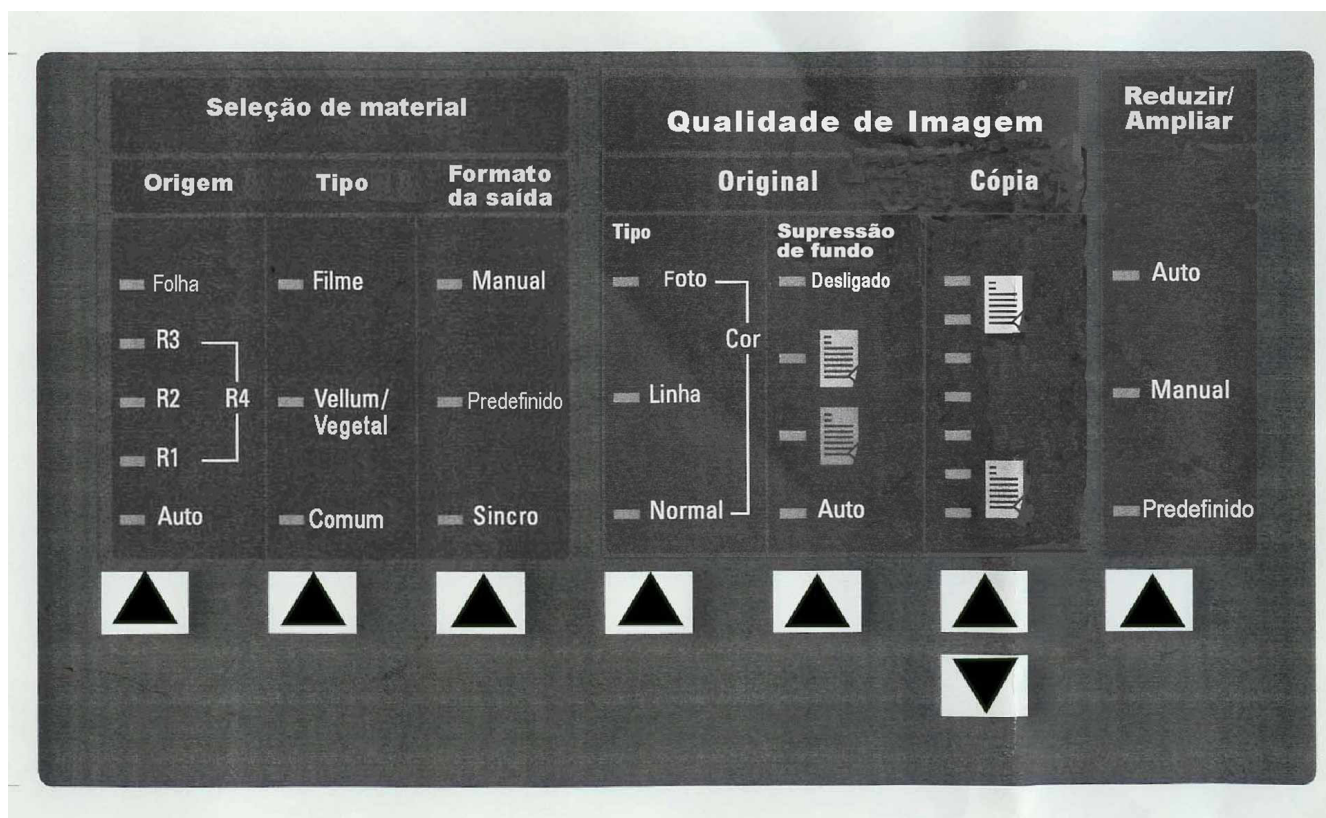 Seleção de material
Origem
Tipo
Formato
da saída
Folha
R3
R2
R4
R1
Auto
Filme
Vellum/
Vegetal
Comum
Manual
Predefinido
Sincro
Qualidade de Imagem
Original
Cópia
Tipo
Foto
Cor
Linha
Normal
Supressão
de fundo
Desligado
Auto
Reduzir/
Ampliar
Auto
Manual
Predefinido